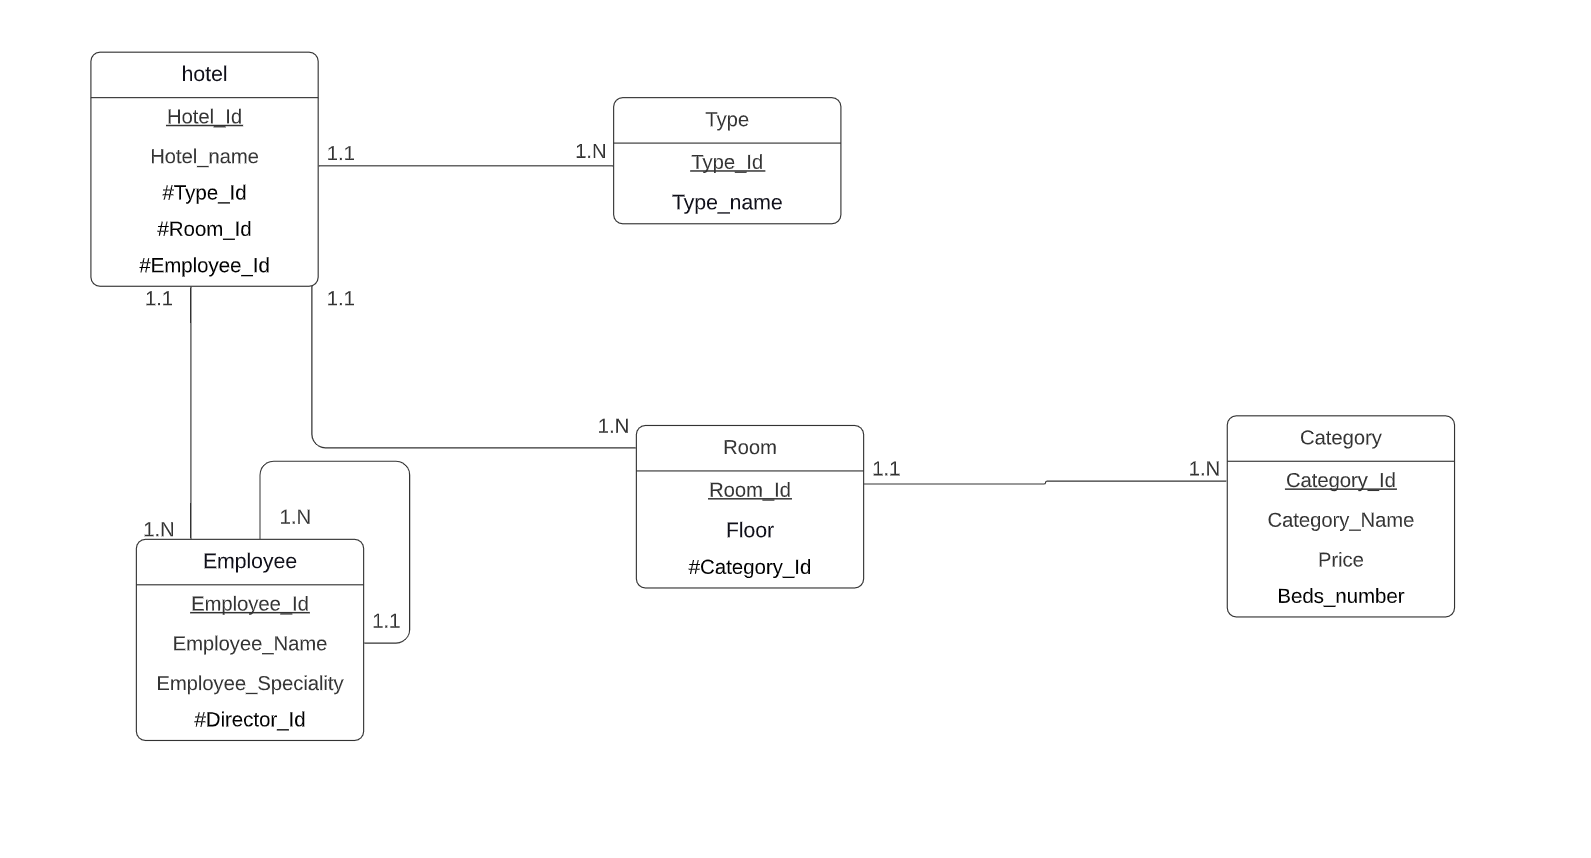 hotel
Hotel_Id
Hotel_name
#Type_Id
#Room_Id
#Employee_Id
1.1
1.N
Type
Type_Id
Type_name
1.1
1.1
1.N
Room
Room_Id
Floor
#Category_Id
1.1
1.N
Category
Category_Id
Category_Name
Price
Beds_number
1.N
1.N
1.1
Employee
Employee_Id
Employee_Name
Employee_Speciality
#Director_Id